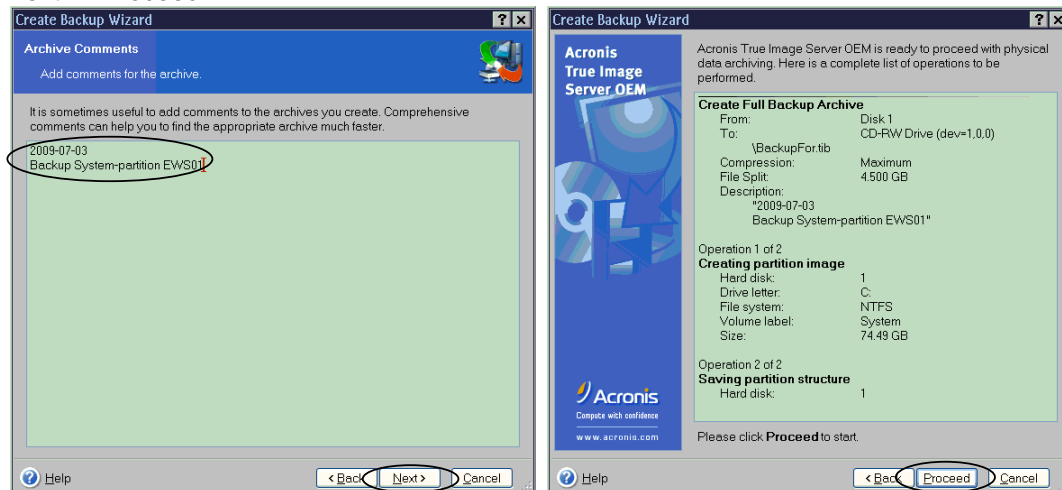 Create Backup Wizard
Archive Comments
Add comments for the archive.
It is sometimes useful to add comments to the archives you create. Comprehensive
comments can help you to find the appropriate archive much faster.
2009-07-03
Backup System-partition EWS01
Help
< Back
Next >
Cancel
Create Backup Wizard
Acronis
True Image
Server OEM
Acronis
Compute with confidence
www.acronis.com
Acronis True Image Server OEM is ready to proceed with physical
data archiving. Here is a complete list of operations to be
performed.
Create Full Backup Archive
From: Disk 1
To: CD-RW Drive (dev=1,0,0)
\BackupFor.tib
Compression: Maximum
File Split: 4.500 GB
Description:
"2009-07-03
Backup System-partition EWS01"
Operation 1 of 2
Creating partition image
Hard disk: 1
Drive letter: C:
File system: NTFS
Volume label: System
Size: 74.49 GB
Operation 2 of 2
Saving partition structure
Hard disk: 1
Please click Proceed to start.
Help
< Back
Proceed
Cancel